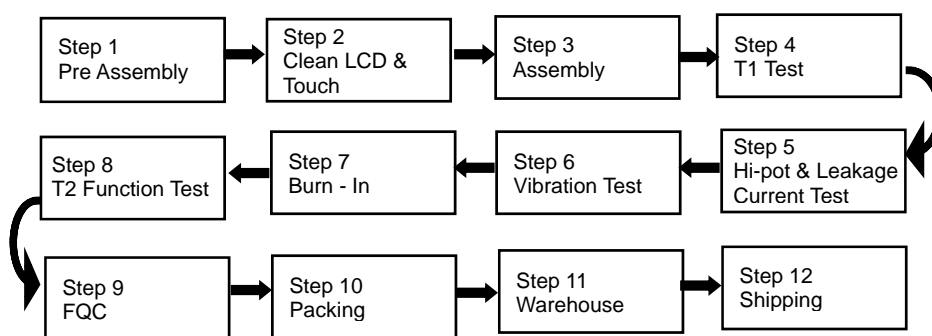 Step 1
Pre Assembly
Step 2
Clean LCD &
Touch
Step 3
Assembly
Step 4
T1 Test
Step 5
Hi-pot & Leakage
Current Test
Step 6
Vibration Test
Step 7
Burn - In
Step 8
T2 Function Test
Step 9
FQC
Step 10
Packing
Step 11
Warehouse
Step 12
Shipping